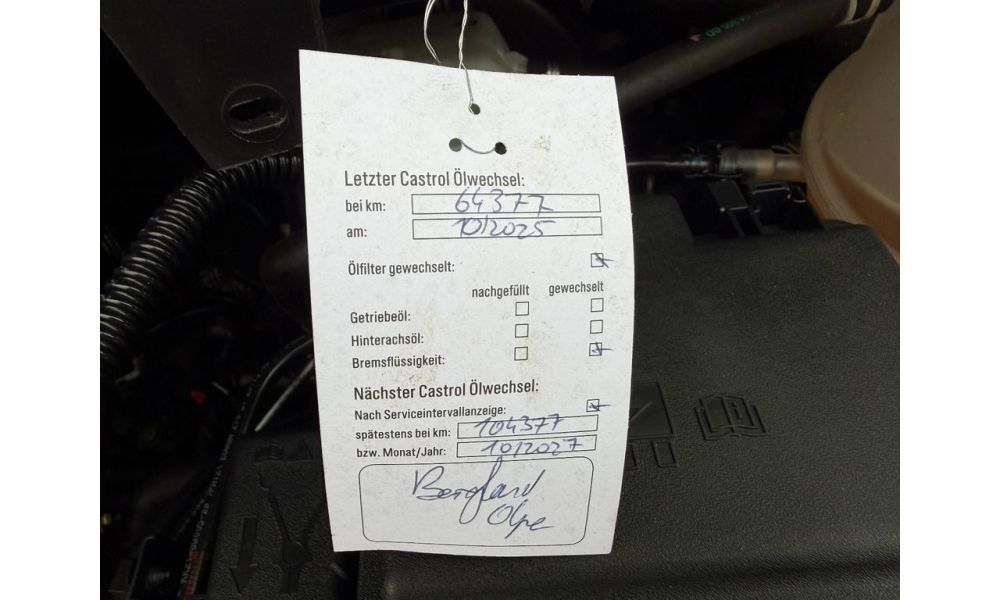 Letzter Castrol Ölwechsel:
bei km: 64377
am: 10/2025
Ölfilter gewechselt:
nachgefüllt gewechselt
Getriebeöl:
Hinterachsöl:
Bremsflüssigkeit:
Nächster Castrol Ölwechsel:
Nach Serviceintervallanzeige:
spätestens bei km: 104377
bzw. Monat/Jahr: 10/2027
Bergland
Olpe